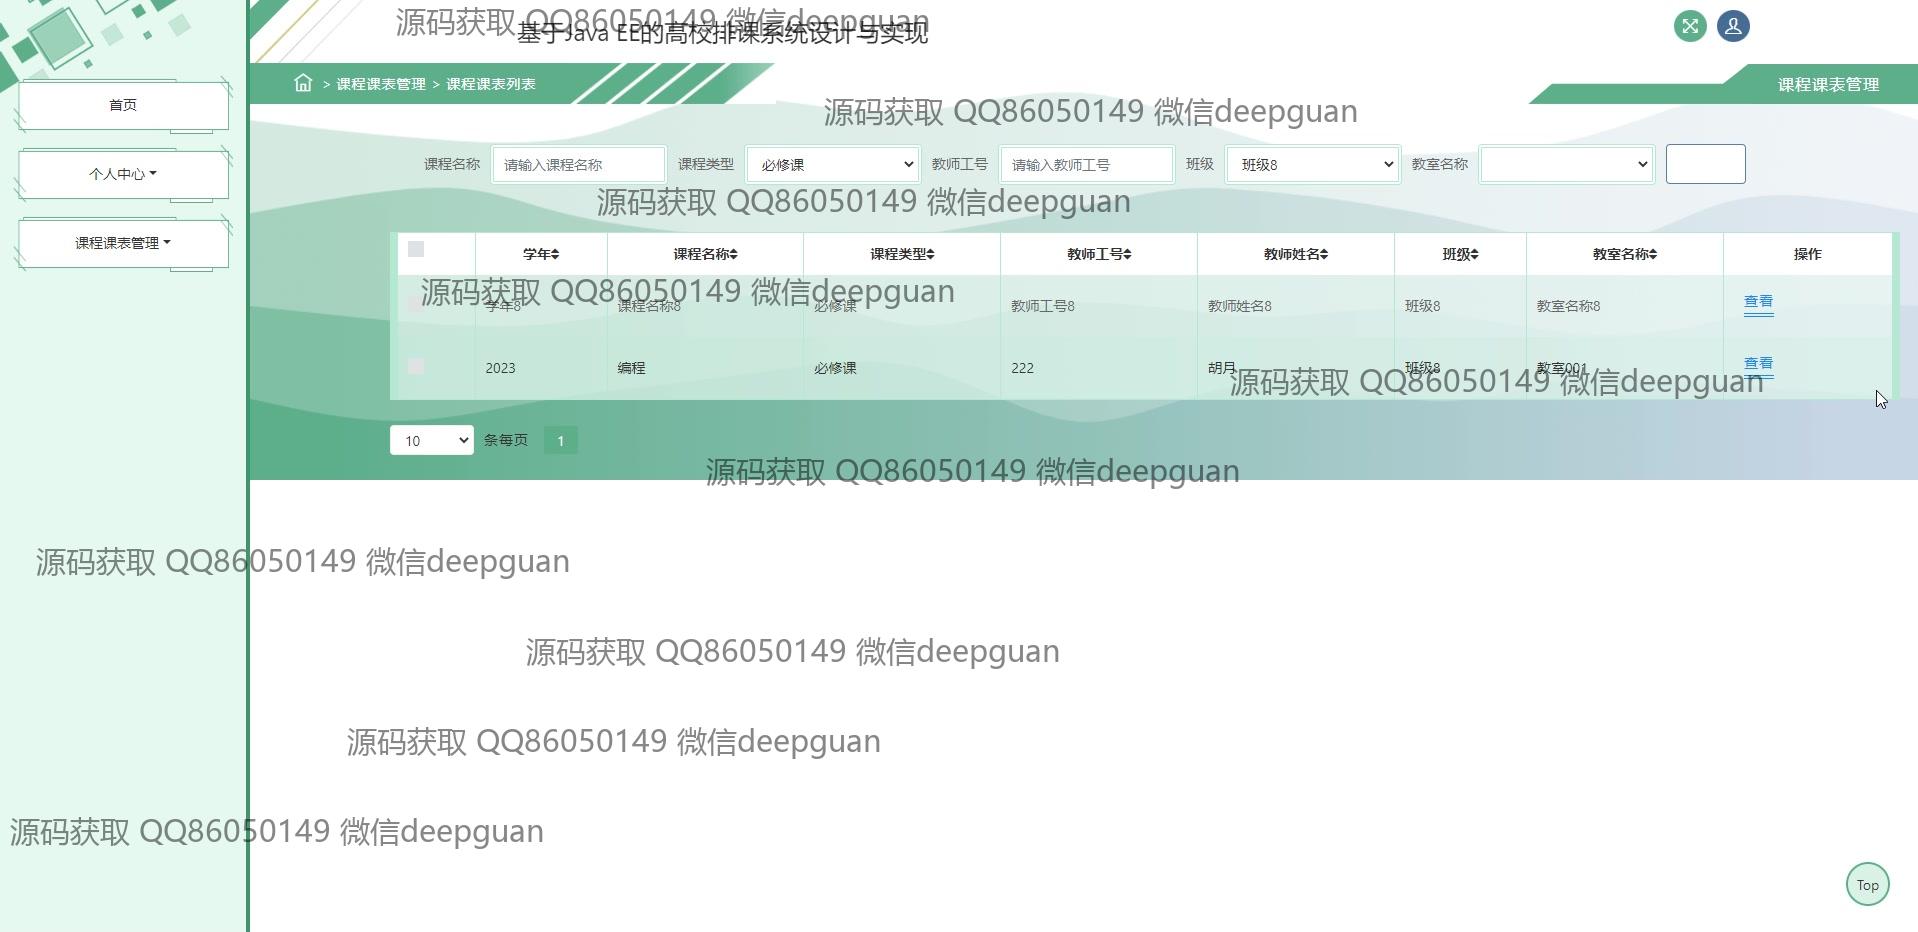 源码获取 QQ86050149 微信deepguan
基于Java EE的高校排课系统设计与实现
首页
个人中心
课程课表管理
> 课程课表管理 > 课程课表列表
课程课表管理
源码获取 QQ86050149 微信deepguan
课程名称 请输入课程名称 课程类型 必修课 教师工号 请输入教师工号 班级 班级8 教室名称
源码获取 QQ86050149 微信deepguan
学年 课程名称 课程类型 教师工号 教师姓名 班级 教室名称 操作
源码获取 QQ86050149 微信deepguan
学年8 课程名称8 必修课 教师工号8 教师姓名8 班级8 教室名称8 查看
2023 编程 必修课 222 胡月 班级8 教室001 查看
源码获取 QQ86050149 微信deepguan
10 条每页 1
源码获取 QQ86050149 微信deepguan
源码获取 QQ86050149 微信deepguan
源码获取 QQ86050149 微信deepguan
源码获取 QQ86050149 微信deepguan
源码获取 QQ86050149 微信deepguan
Top